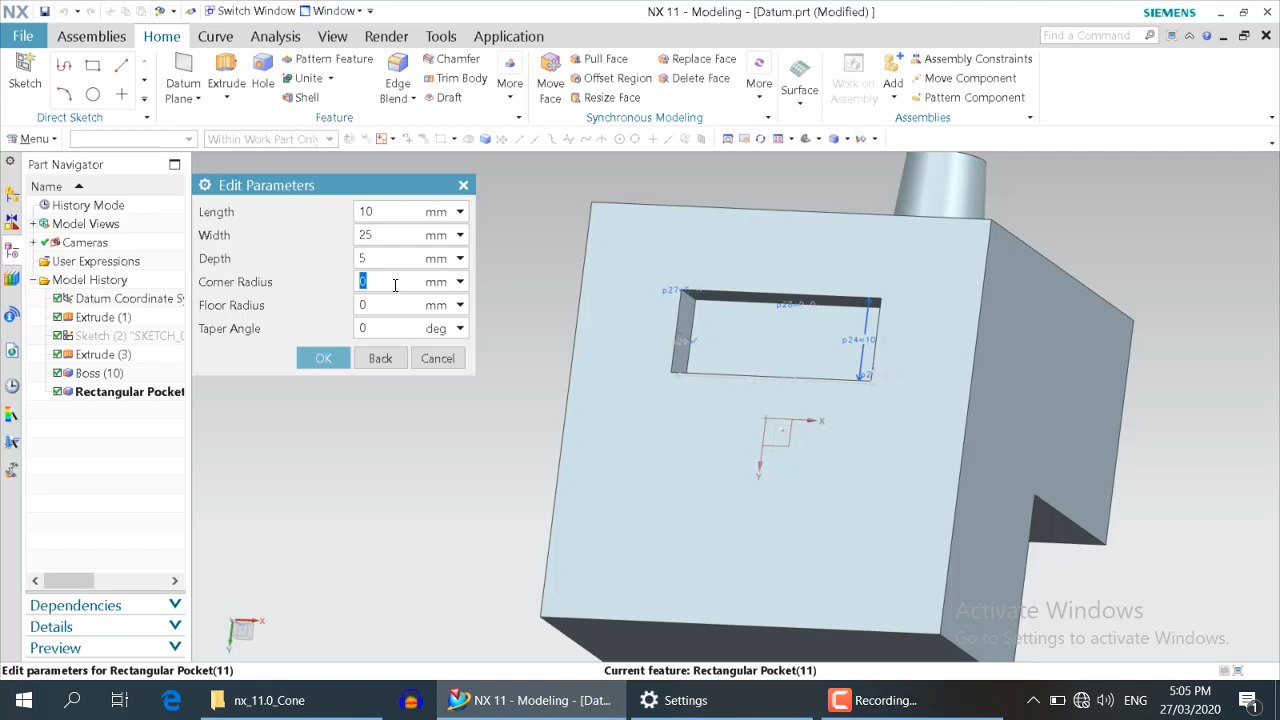 NX Switch Window Window NX 11 - Modeling - [Datum.prt (Modified) ] SIEMENS
File Assemblies Home Curve Analysis View Render Tools Application Find a Command
Sketch
Direct Sketch
Datum Plane
Extrude
Hole
Pattern Feature
Unite
Shell
Edge Blend
Chamfer
Trim Body
Draft
More
Feature
Move Face
Pull Face
Offset Region
Resize Face
Replace Face
Delete Face
More
Synchronous Modeling
Surface
Work on Assembly
Add
Assembly Constraints
Move Component
Pattern Component
Assemblies
Menu Within Work Part Only
Part Navigator
Name
History Mode
Model Views
Cameras
User Expressions
Model History
Datum Coordinate Sy
Extrude (1)
Sketch (2) "SKETCH_0
Extrude (3)
Boss (10)
Rectangular Pocket
Dependencies
Details
Preview
Edit Parameters
Length 10 mm
Width 25 mm
Depth 5 mm
Corner Radius 0 mm
Floor Radius 0 mm
Taper Angle 0 deg
OK Back Cancel
p24=10
X
Y
X
Y
Activate Windows
Go to Settings to activate Windows.
Edit parameters for Rectangular Pocket(11) Current feature: Rectangular Pocket(11)
nx_11.0_Cone NX 11 - Modeling - [Dat... Settings Recording... ENG 5:05 PM
27/03/2020
1